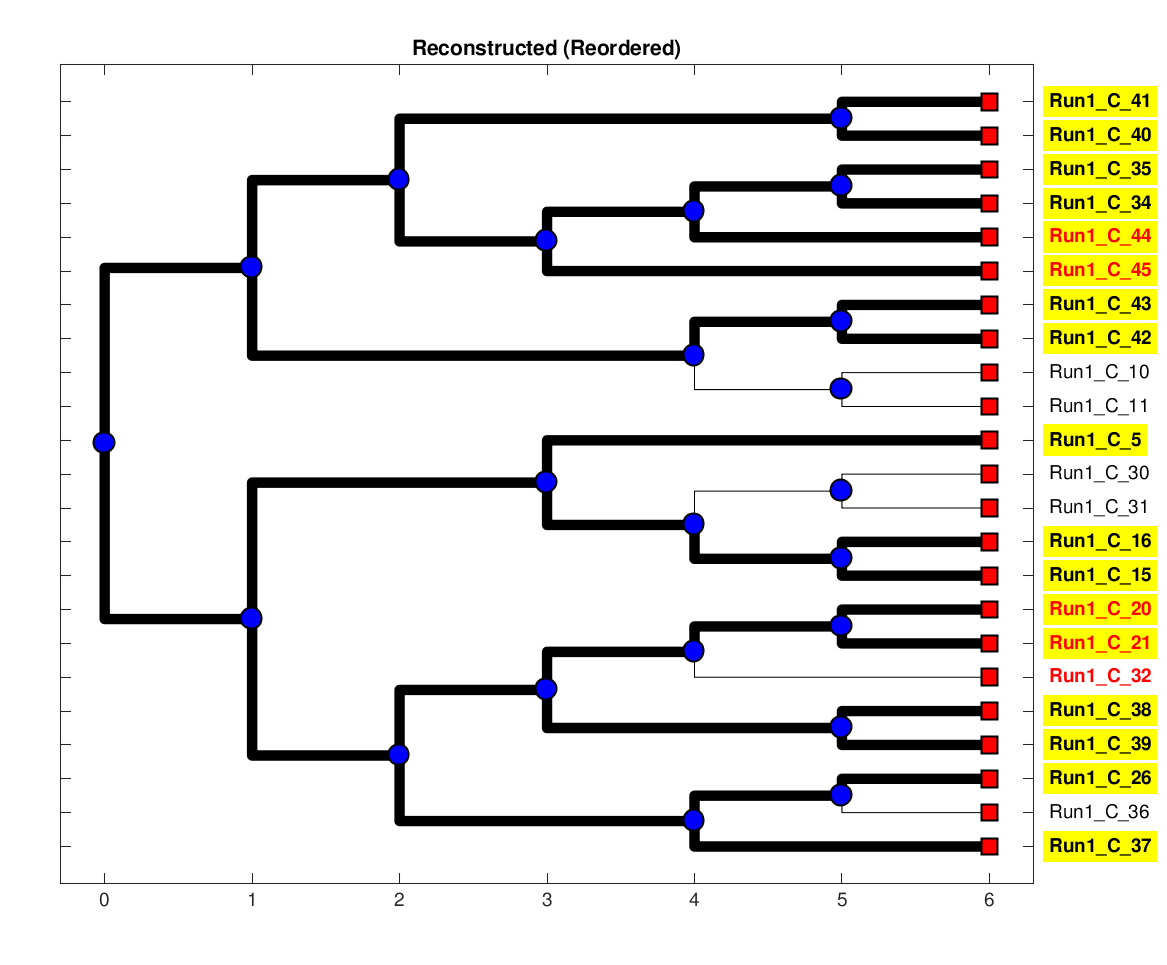 Reconstructed (Reordered)
Run1_C_41
Run1_C_40
Run1_C_35
Run1_C_34
Run1_C_44
Run1_C_45
Run1_C_43
Run1_C_42
Run1_C_10
Run1_C_11
Run1_C_5
Run1_C_30
Run1_C_31
Run1_C_16
Run1_C_15
Run1_C_20
Run1_C_21
Run1_C_32
Run1_C_38
Run1_C_39
Run1_C_26
Run1_C_36
Run1_C_37
0 1 2 3 4 5 6